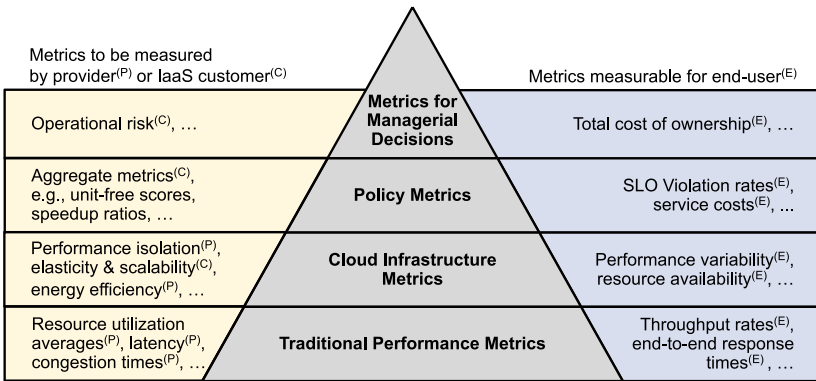 Metrics to be measured
by provider(P) or IaaS customer(C)
Metrics measurable for end-user(E)
Operational risk(C), …
Metrics for
Managerial
Decisions
Total cost of ownership(E), …
Aggregate metrics(C),
e.g., unit-free scores,
speedup ratios, …
Policy Metrics
SLO Violation rates(E),
service costs(E), ...
Performance isolation(P),
elasticity & scalability(C),
energy efficiency(P), …
Cloud Infrastructure
Metrics
Performance variability(E),
resource availability(E), …
Resource utilization
averages(P), latency(P),
congestion times(P), …
Traditional Performance Metrics
Throughput rates(E),
end-to-end response
times(E), …